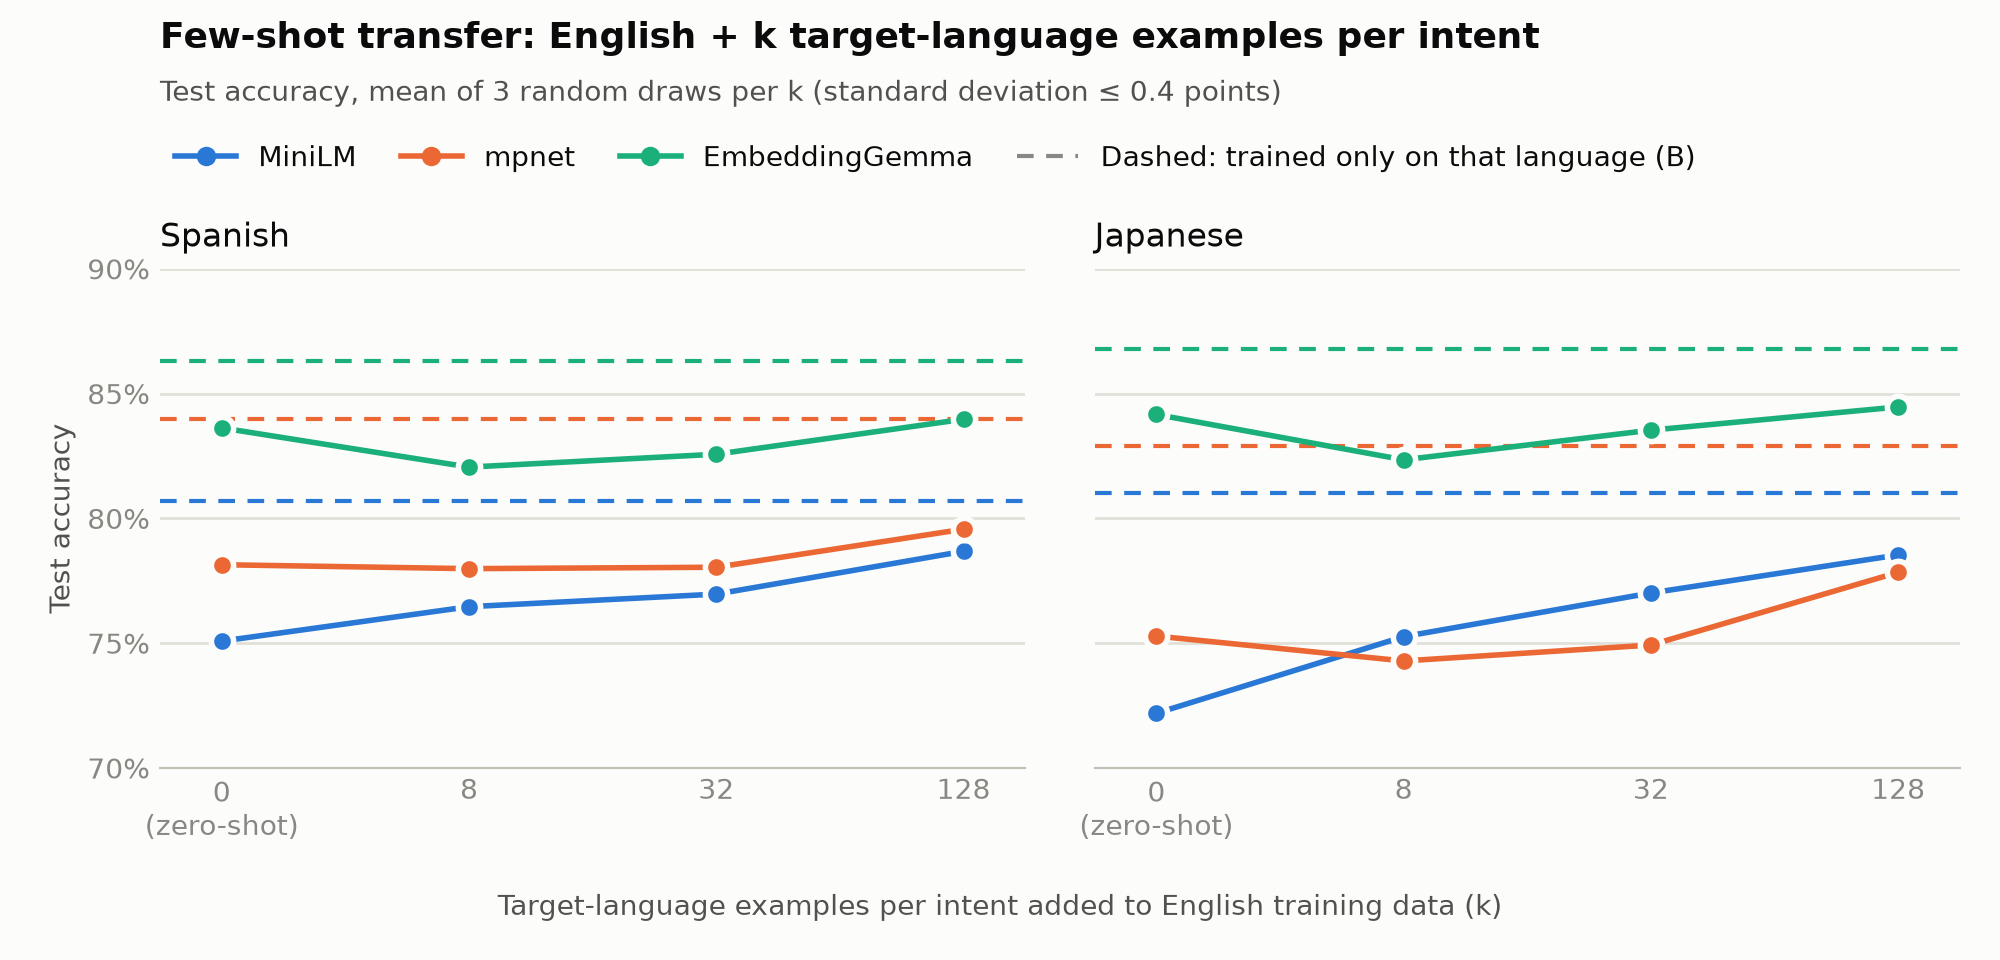 Few-shot transfer: English + k target-language examples per intent
Test accuracy, mean of 3 random draws per k (standard deviation ≤ 0.4 points)
MiniLM mpnet EmbeddingGemma Dashed: trained only on that language (B)
Spanish
Japanese
Test accuracy
90%
85%
80%
75%
70%
0 8 32 128
(zero-shot)
0 8 32 128
(zero-shot)
Target-language examples per intent added to English training data (k)